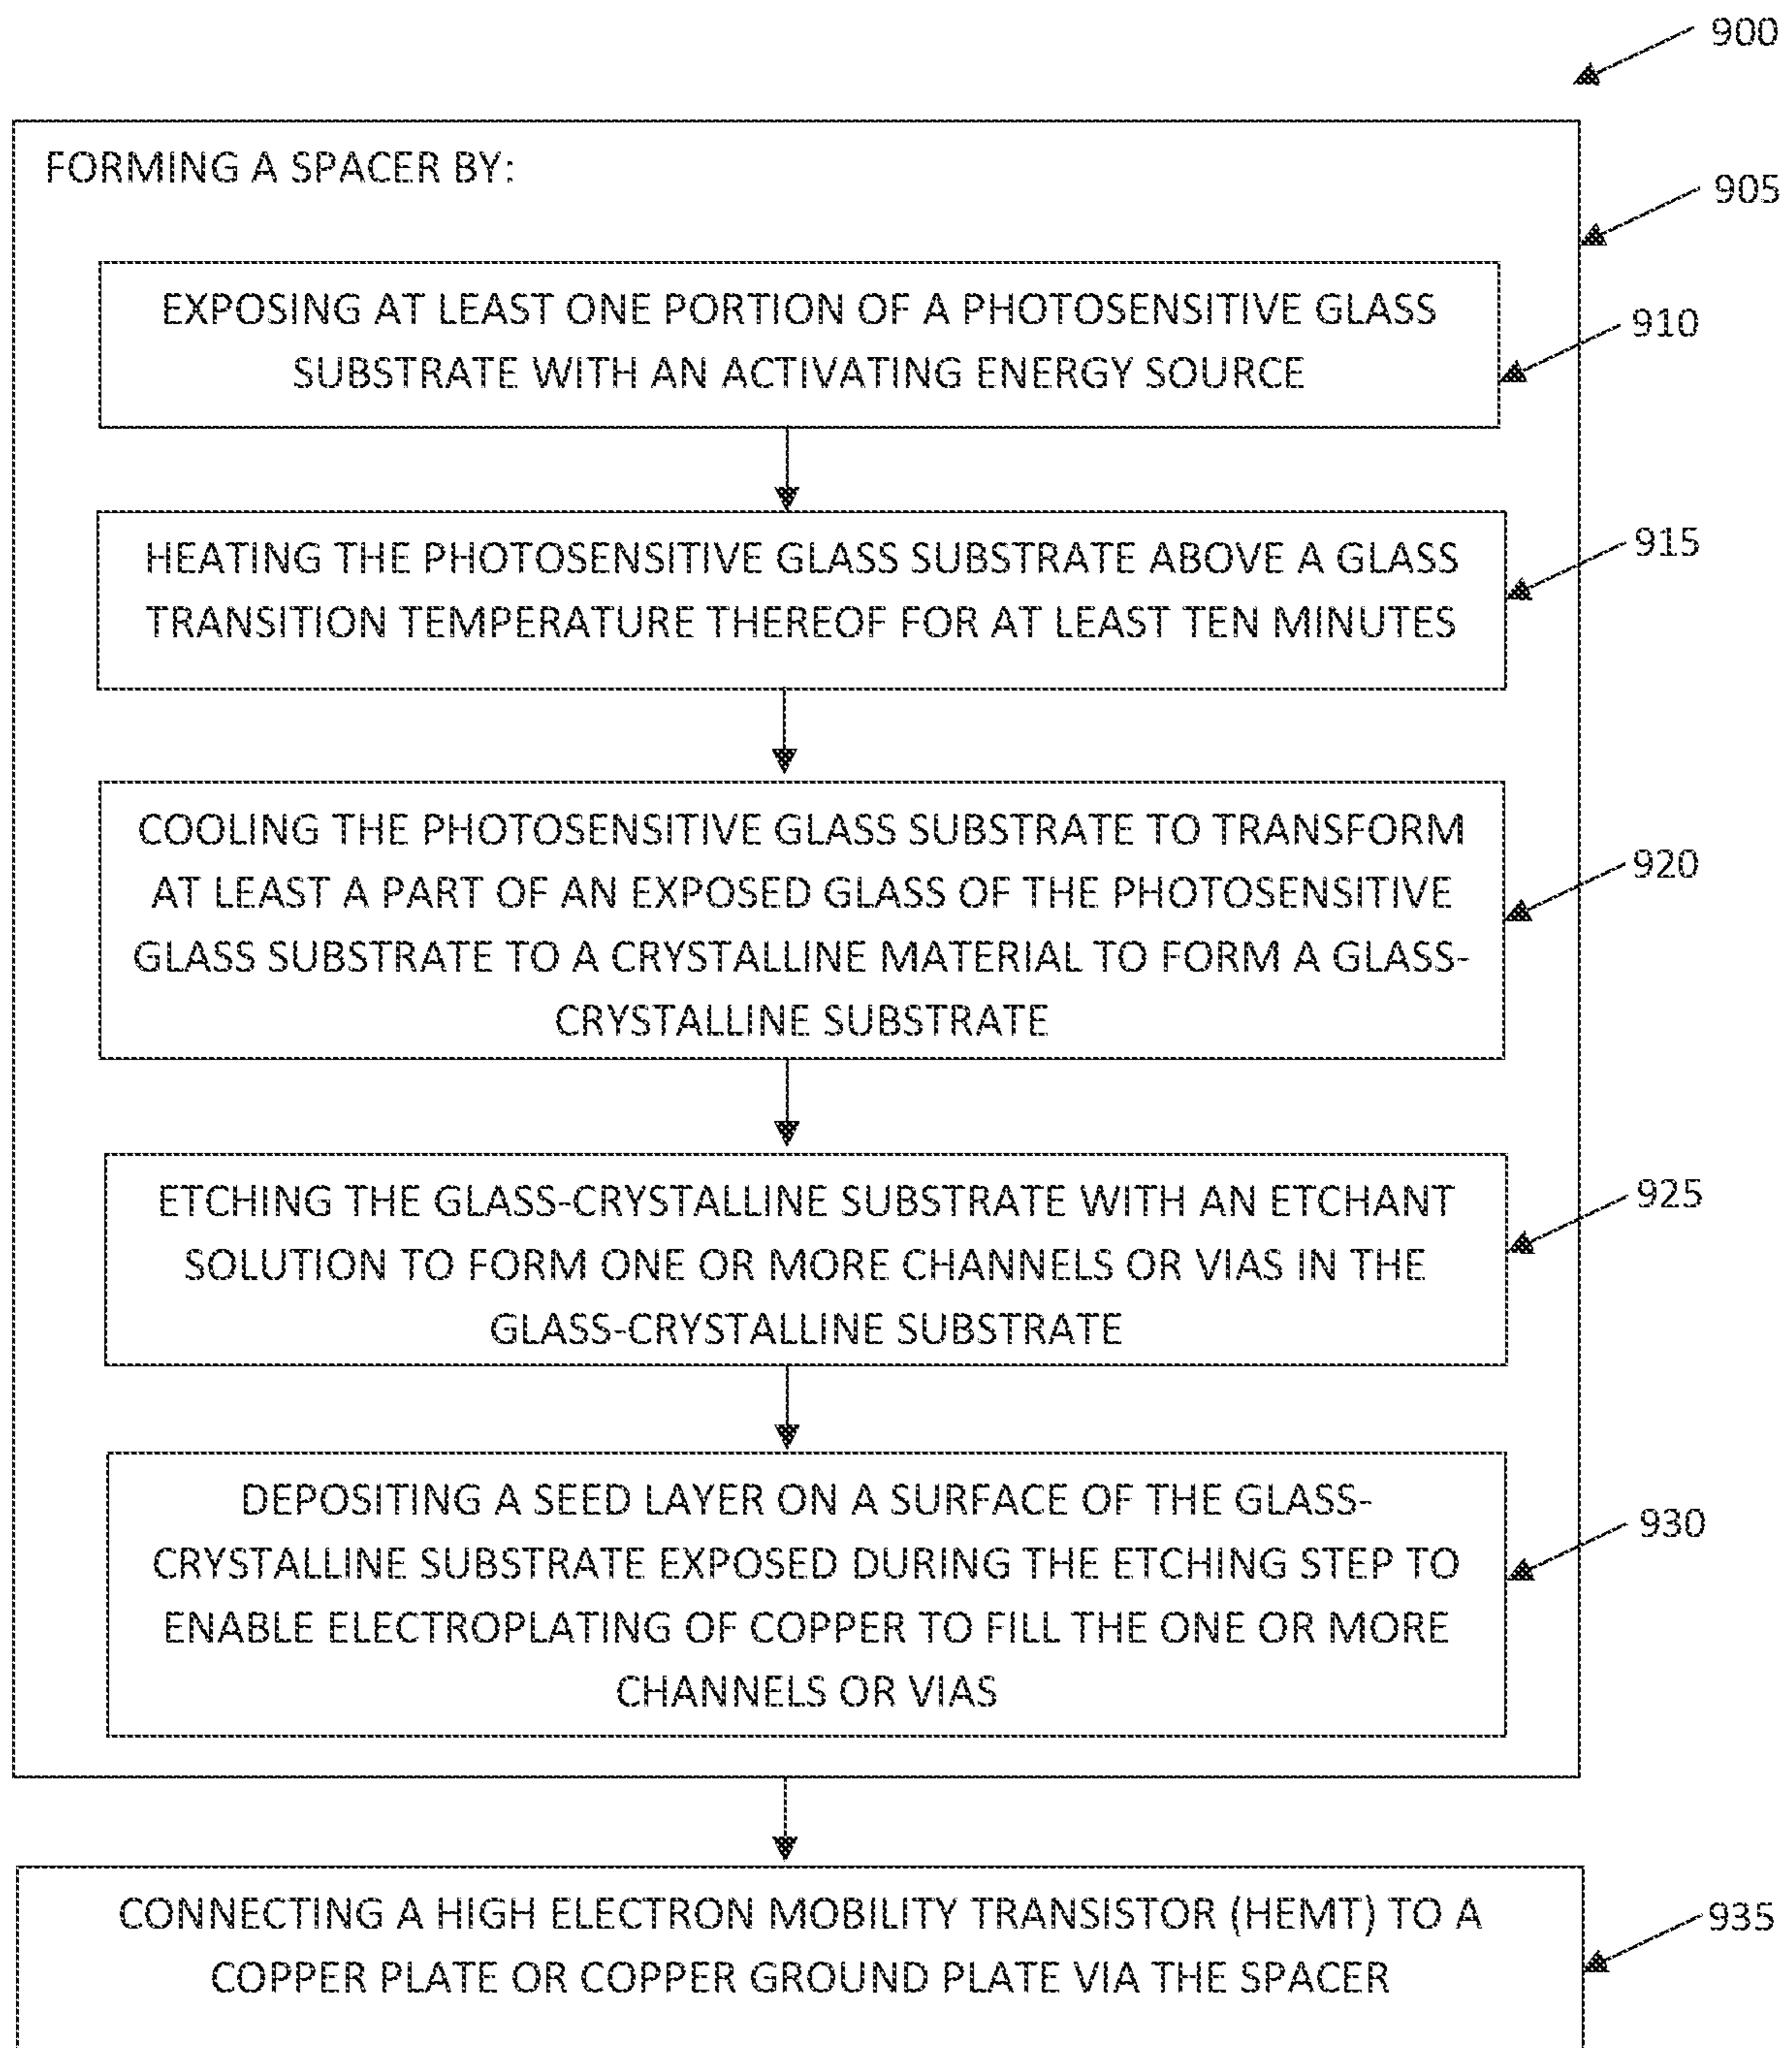 900
FORMING A SPACER BY:
905
EXPOSING AT LEAST ONE PORTION OF A PHOTOSENSITIVE GLASS
SUBSTRATE WITH AN ACTIVATING ENERGY SOURCE
910
HEATING THE PHOTOSENSITIVE GLASS SUBSTRATE ABOVE A GLASS
TRANSITION TEMPERATURE THEREOF FOR AT LEAST TEN MINUTES
915
COOLING THE PHOTOSENSITIVE GLASS SUBSTRATE TO TRANSFORM
AT LEAST A PART OF AN EXPOSED GLASS OF THE PHOTOSENSITIVE
GLASS SUBSTRATE TO A CRYSTALLINE MATERIAL TO FORM A GLASS-
CRYSTALLINE SUBSTRATE
920
ETCHING THE GLASS-CRYSTALLINE SUBSTRATE WITH AN ETCHANT
SOLUTION TO FORM ONE OR MORE CHANNELS OR VIAS IN THE
GLASS-CRYSTALLINE SUBSTRATE
925
DEPOSITING A SEED LAYER ON A SURFACE OF THE GLASS-
CRYSTALLINE SUBSTRATE EXPOSED DURING THE ETCHING STEP TO
ENABLE ELECTROPLATING OF COPPER TO FILL THE ONE OR MORE
CHANNELS OR VIAS
930
CONNECTING A HIGH ELECTRON MOBILITY TRANSISTOR (HEMT) TO A
COPPER PLATE OR COPPER GROUND PLATE VIA THE SPACER
935